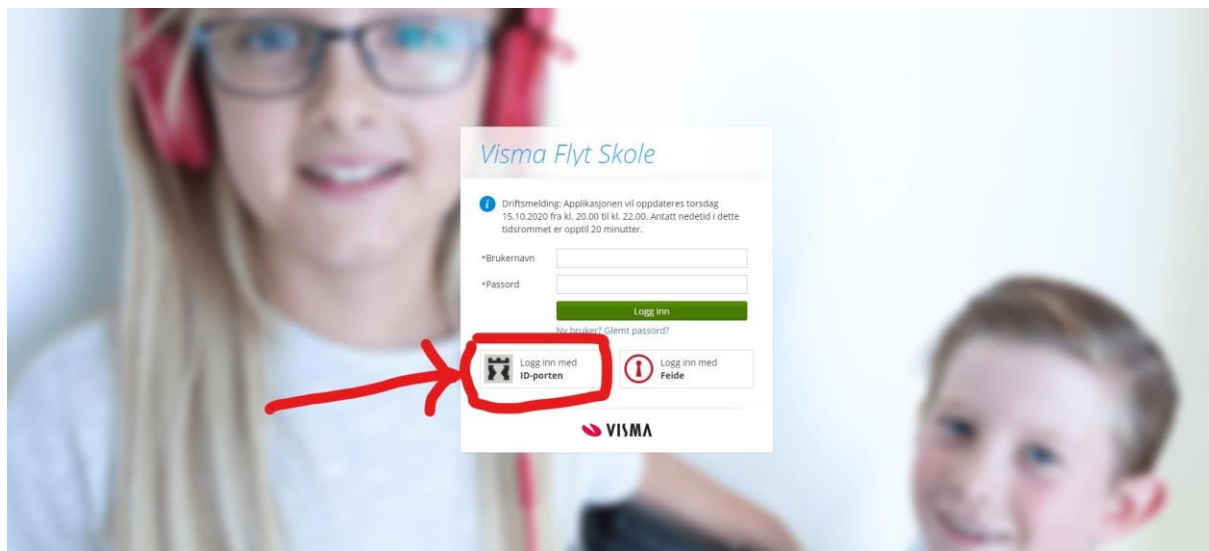 Visma Flyt Skole
Driftsmelding: Applikasjonen vil oppdateres torsdag
15.10.2020 fra kl. 20.00 til kl. 22.00. Antatt nedetid i dette
tidsrommet er opptil 20 minutter.
*Brukernavn
*Passord
Logg inn
Ny bruker? Glemt passord?
Logg inn med
ID-porten
Logg inn med
Feide
VISMA